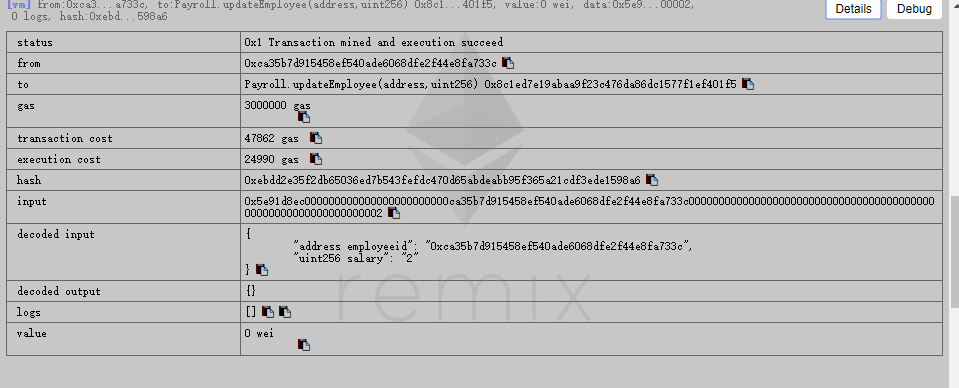 [vm] from:0xca3...a733c, to:Payroll.updateEmployee(address,uint256) 0x8c1...401f5, value:0 wei, data:0x5e9...00002,
0 logs, hash:0xebd...598a6
Details
Debug
status 0x1 Transaction mined and execution succeed
from 0xca35b7d915458ef540ade6068dfe2f44e8fa733c
to Payroll.updateEmployee(address,uint256) 0x8c1ed7e19abaa9f23c476da86dc1577f1ef401f5
gas 3000000 gas
transaction cost 47862 gas
execution cost 24990 gas
hash 0xebdd2e35f2db65036ed7b543fefdc470d65abdeabb95f365a21cdf3ede1598a6
input 0x5e91d8ec000000000000000000000000ca35b7d915458ef540ade6068dfe2f44e8fa733c00000000000000000000000000000000000000000
00000000000000000000002
decoded input {
"address employeeid": "0xca35b7d915458ef540ade6068dfe2f44e8fa733c",
"uint256 salary": "2"
}
decoded output {}
logs []
value 0 wei
remix